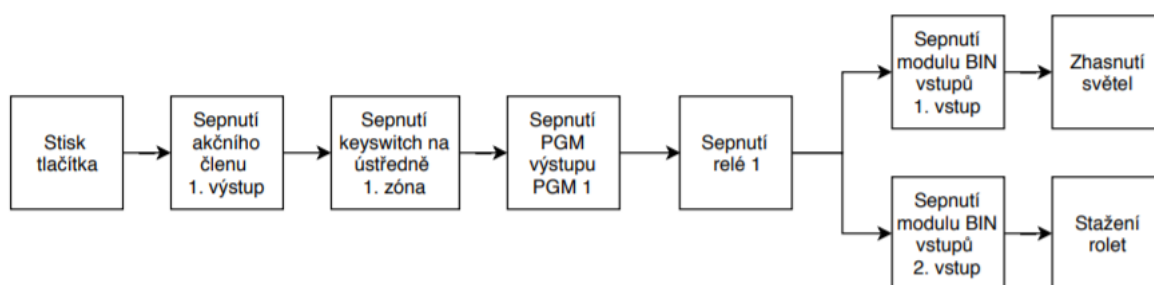 Stisk
tlačítka
Sepnutí
akčního
členu
1. výstup
Sepnutí
keyswitch na
ústředně
1. zóna
Sepnutí
PGM
výstupu
PGM 1
Sepnutí
relé 1
Sepnutí
modulu BIN
vstupů
1. vstup
Zhasnutí
světel
Sepnutí
modulu BIN
vstupů
2. vstup
Stažení
rolet